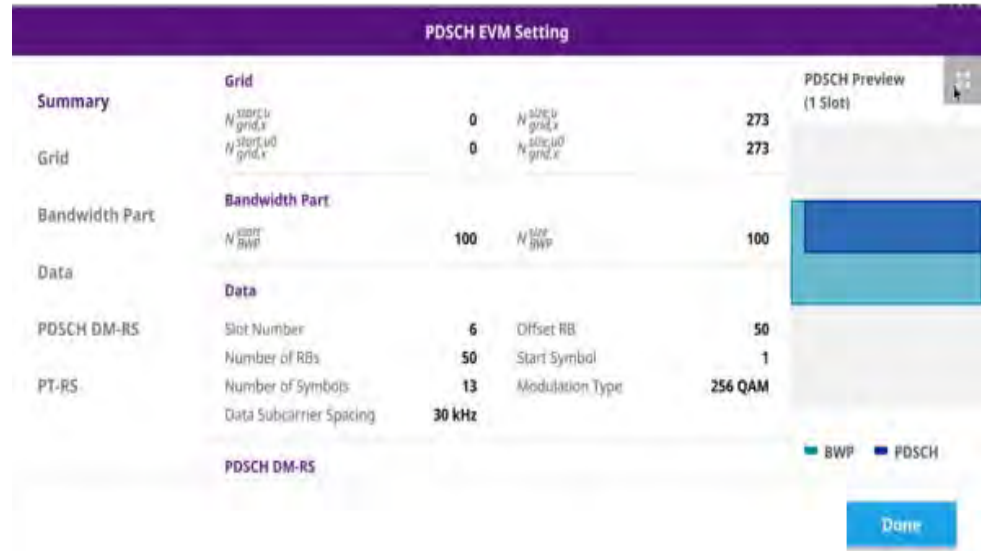 PDSCH EVM Setting
Summary
Grid
Bandwidth Part
Data
PDSCH DM-RS
PT-RS
Grid
N start,u grid,x 0 N size,u grid,x 273
N start,u0 grid,x 0 N size,u0 grid,x 273
Bandwidth Part
N start BWP 100 N size BWP 100
Data
Slot Number 6 Offset RB 50
Number of RBs 50 Start Symbol 1
Number of Symbols 13 Modulation Type 256 QAM
Data Subcarrier Spacing 30 kHz
PDSCH DM-RS
PDSCH Preview
(1 Slot)
BWP PDSCH
Done